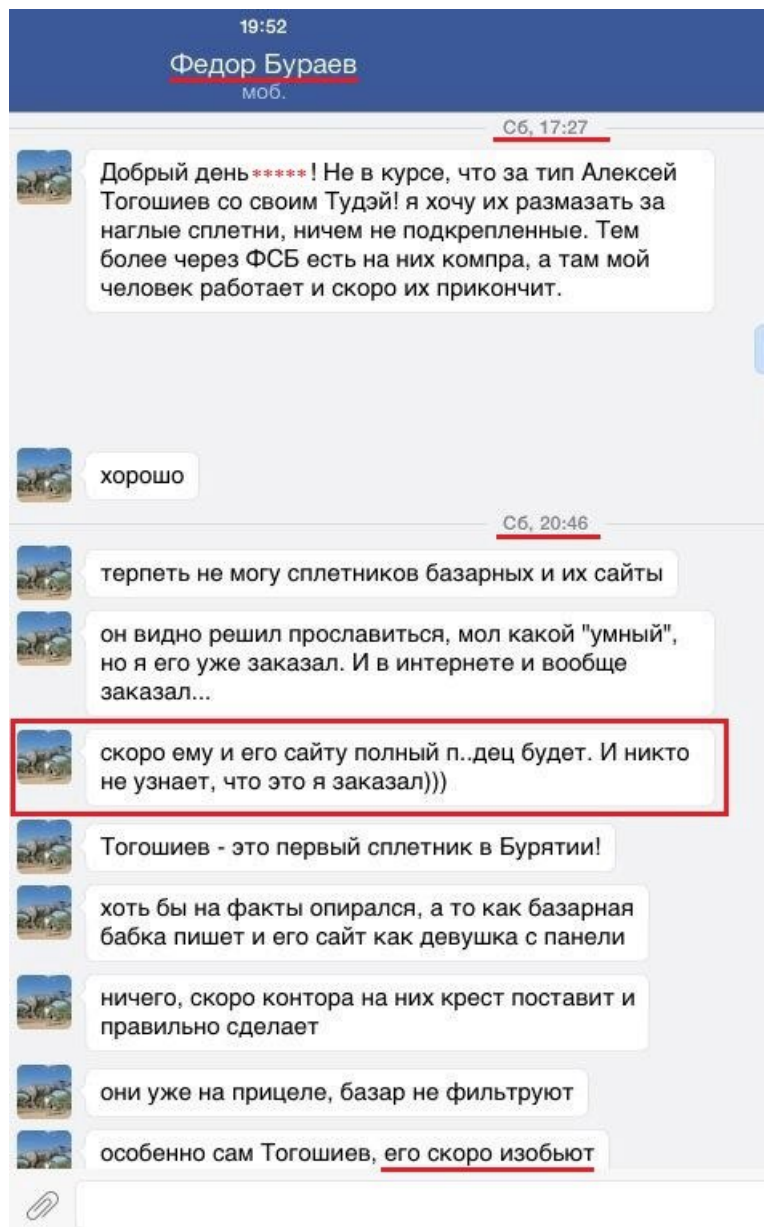 19:52
Федор Бураев
моб.
Сб, 17:27
Добрый день *****! Не в курсе, что за тип Алексей
Тогошиев со своим Тудэй! я хочу их размазать за
наглые сплетни, ничем не подкрепленные. Тем
более через ФСБ есть на них компра, а там мой
человек работает и скоро их прикончит.
хорошо
Сб, 20:46
терпеть не могу сплетников базарных и их сайты
он видно решил прославиться, мол какой "умный",
но я его уже заказал. И в интернете и вообще
заказал...
скоро ему и его сайту полный п..дец будет. И никто
не узнает, что это я заказал)))
Тогошиев - это первый сплетник в Бурятии!
хоть бы на факты опирался, а то как базарная
бабка пишет и его сайт как девушка с панели
ничего, скоро контора на них крест поставит и
правильно сделает
они уже на прицеле, базар не фильтруют
особенно сам Тогошиев, его скоро изобьют